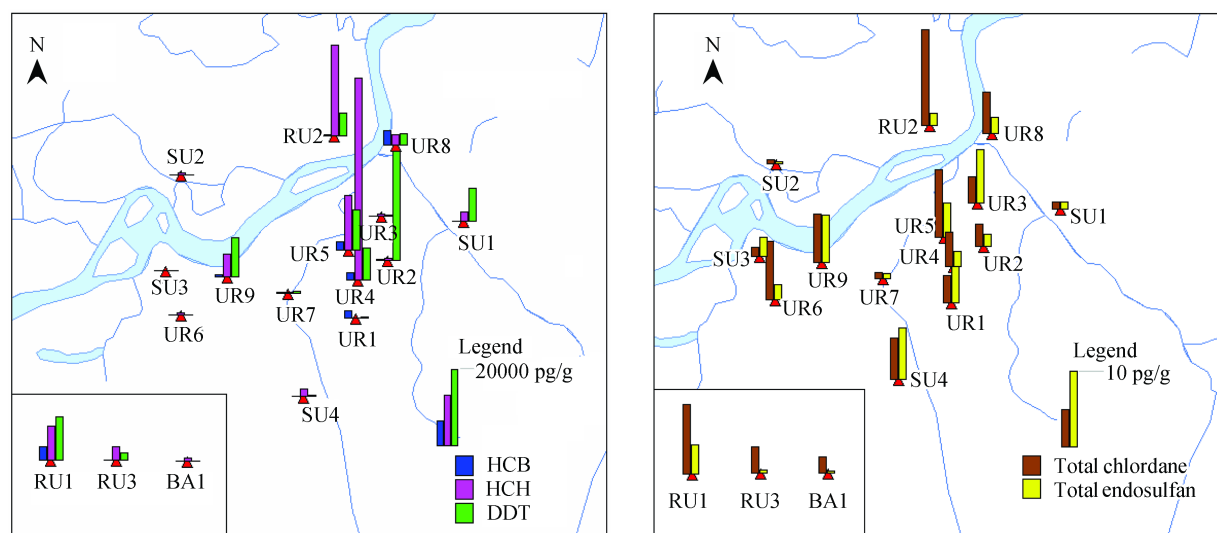 N
RU2
UR8
SU2
SU1
UR3
UR5
UR2
SU3
UR9
UR4
UR7
UR6
UR1
Legend
20000 pg/g
SU4
RU1
RU3
BA1
HCB
HCH
DDT
N
RU2
UR8
SU2
UR3
SU1
UR5
UR4
UR2
SU3
UR9
UR7
UR6
UR1
Legend
10 pg/g
SU4
RU1
RU3
BA1
Total chlordane
Total endosulfan